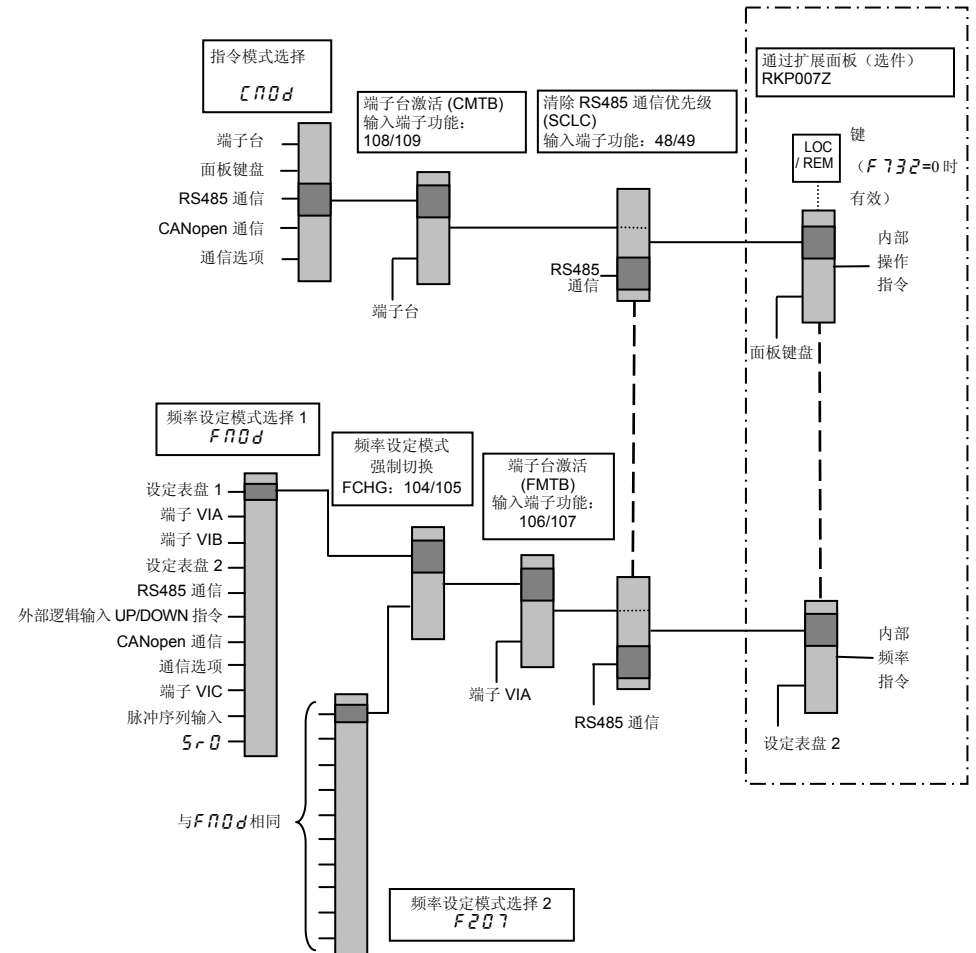 指令模式选择
CMOd
端子台
面板键盘
RS485 通信
CANopen 通信
通信选项
端子台激活 (CMTB)
输入端子功能：
108/109
端子台
清除 RS485 通信优先级
(SCLC)
输入端子功能：48/49
RS485
通信
通过扩展面板（选件）
RKP007Z
LOC
/ REM
键
（F732=0 时
有效）
内部
操作
指令
面板键盘
频率设定模式选择 1
FMOd
设定表盘 1
端子 VIA
端子 VIB
设定表盘 2
RS485 通信
外部逻辑输入 UP/DOWN 指令
CANopen 通信
通信选项
端子 VIC
脉冲序列输入
Sr0
频率设定模式
强制切换
FCHG：104/105
端子台激活
(FMTB)
输入端子功能：
106/107
端子 VIA
RS485 通信
内部
频率
指令
设定表盘 2
与FMOd相同
频率设定模式选择 2
F207